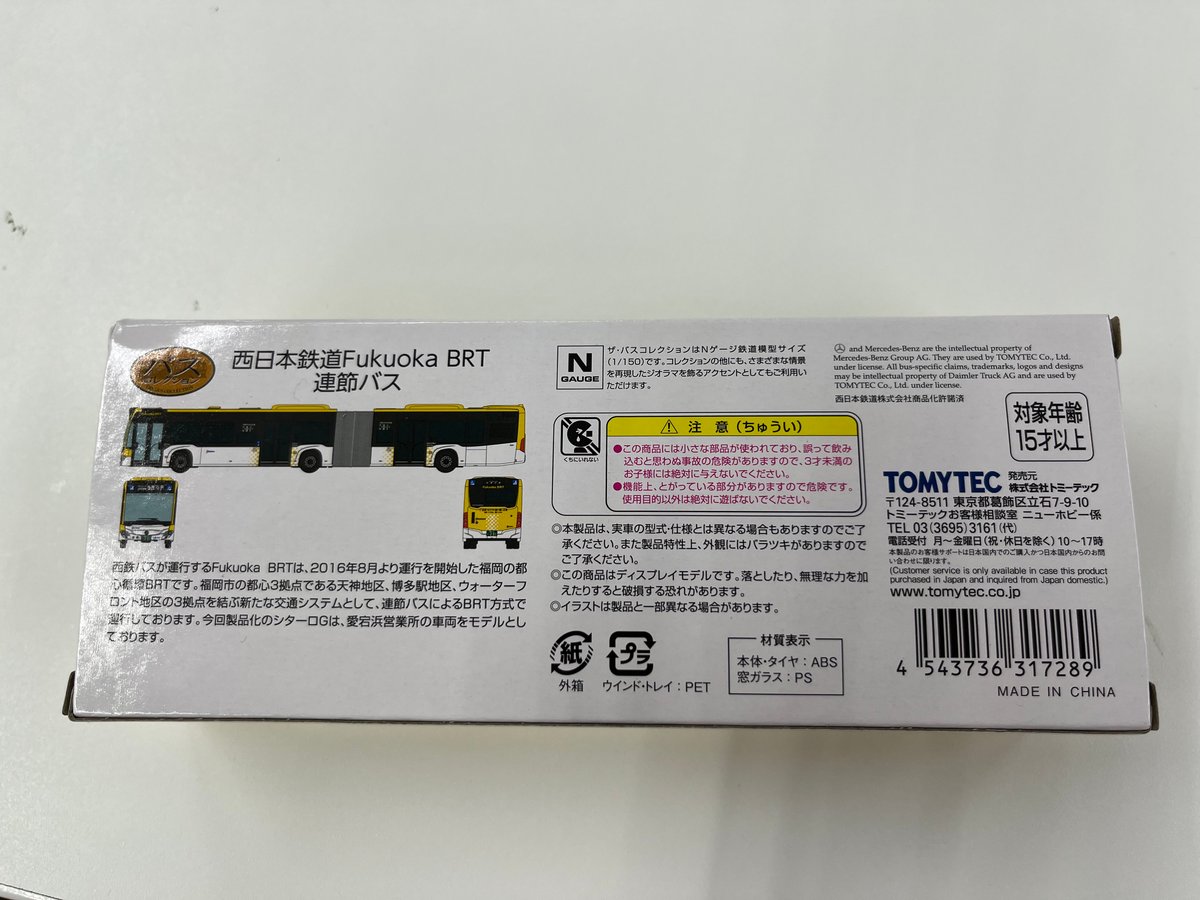 バス
コレクション
西日本鉄道Fukuoka BRT
連節バス
Fukuoka BRT
西鉄バスが運行するFukuoka BRTは、2016年8月より運行を開始した福岡の都
心循環BRTです。福岡市の都心3拠点である天神地区、博多駅地区、ウォーターフ
ロント地区の3拠点を結ぶ新たな交通システムとして、連節バスによるBRT方式で
運行しております。今回製品化のシターロGは、愛宕浜営業所の車両をモデルとし
ております。
N
GAUGE
ザ・バスコレクションはNゲージ鉄道模型サイズ
(1/150)です。コレクションの他にも、さまざまな情景
を再現したジオラマを飾るアクセントとしてもご利用い
ただけます。
くちにいれない
注 意(ちゅうい)
●この商品には小さな部品が使われており、誤って飲み
込むと思わぬ事故の危険がありますので、3才未満の
お子様には絶対に与えないでください。
●機能上、とがっている部分がありますので危険です。
使用目的以外は絶対に遊ばないでください。
◎本製品は、実車の型式・仕様とは異なる場合もありますのでご了
承ください。また製品特性上、外観にはバラツキがありますので
ご了承ください。
◎この商品はディスプレイモデルです。落としたり、無理な力を加
えたりすると破損する恐れがあります。
◎イラストは製品と一部異なる場合があります。
紙
外箱
プラ
ウインド・トレイ:PET
材質表示
本体・タイヤ:ABS
窓ガラス:PS
and Mercedes-Benz are the intellectual property of
Mercedes-Benz Group AG. They are used by TOMYTEC Co., Ltd.
under license. All bus-specific claims, trademarks, logos and designs
may be intellectual property of Daimler Truck AG and are used by
TOMYTEC Co., Ltd. under license.
西日本鉄道株式会社商品化許諾済
対象年齢
15才以上
TOMYTEC 発売元
株式会社トミーテック
〒124-8511 東京都葛飾区立石7-9-10
トミーテックお客様相談室 ニューホビー係
TEL 03(3695)3161(代)
電話受付 月〜金曜日(祝・休日を除く)10〜17時
本製品のお客様サポートは日本国内でのご購入かつ日本国内からのお問
い合わせに限ります。
(Customer service is only available in case this product
purchased in Japan and inquired from Japan domestic.)
www.tomytec.co.jp
4 543736 317289
MADE IN CHINA